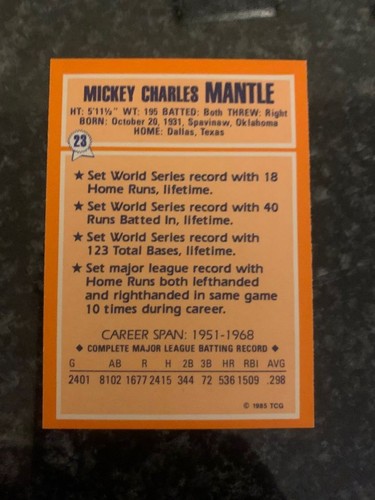 MICKEY CHARLES MANTLE
HT: 5'11½" WT: 195 BATTED: Both THREW: Right
BORN: October 20, 1931, Spavinaw, Oklahoma
HOME: Dallas, Texas
23
★ Set World Series record with 18
Home Runs, lifetime.
★ Set World Series record with 40
Runs Batted In, lifetime.
★ Set World Series record with
123 Total Bases, lifetime.
★ Set major league record with
Home Runs both lefthanded
and righthanded in same game
10 times during career.
CAREER SPAN: 1951-1968
◆ COMPLETE MAJOR LEAGUE BATTING RECORD ◆
G AB R H 2B 3B HR RBI AVG
2401 8102 1677 2415 344 72 536 1509 .298
© 1985 TCG